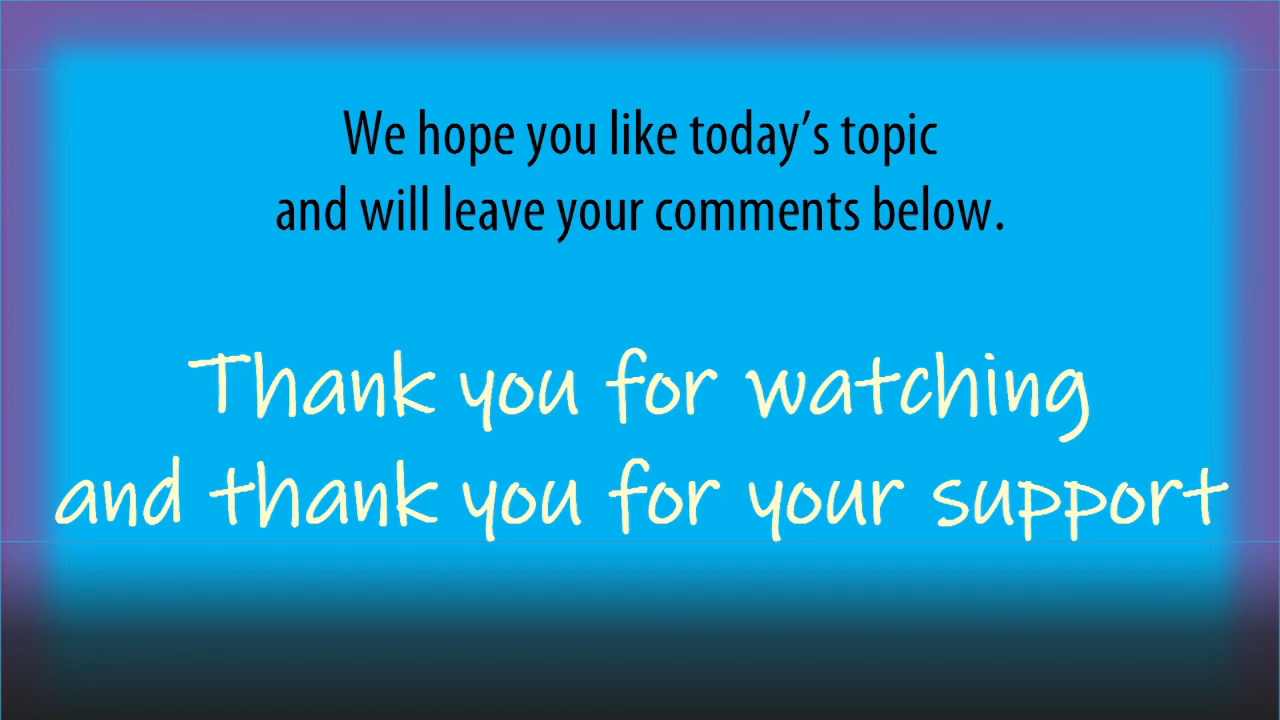 We hope you like today’s topic
and will leave your comments below.
Thank you for watching
and thank you for your support